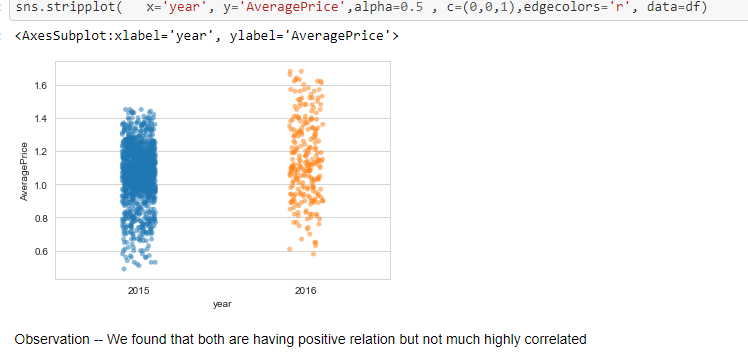 sns.stripplot(   x='year', y='AveragePrice',alpha=0.5 , c=(0,0,1),edgecolors='r', data=df)
<AxesSubplot:xlabel='year', ylabel='AveragePrice'>
1.6
1.4
1.2
1.0
0.8
0.6
AveragePrice
2015 2016
year
Observation -- We found that both are having positive relation but not much highly correlated